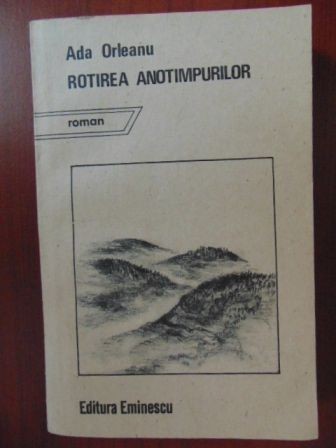 Ada Orleanu
ROTIREA ANOTIMPURILOR
roman
Editura Eminescu